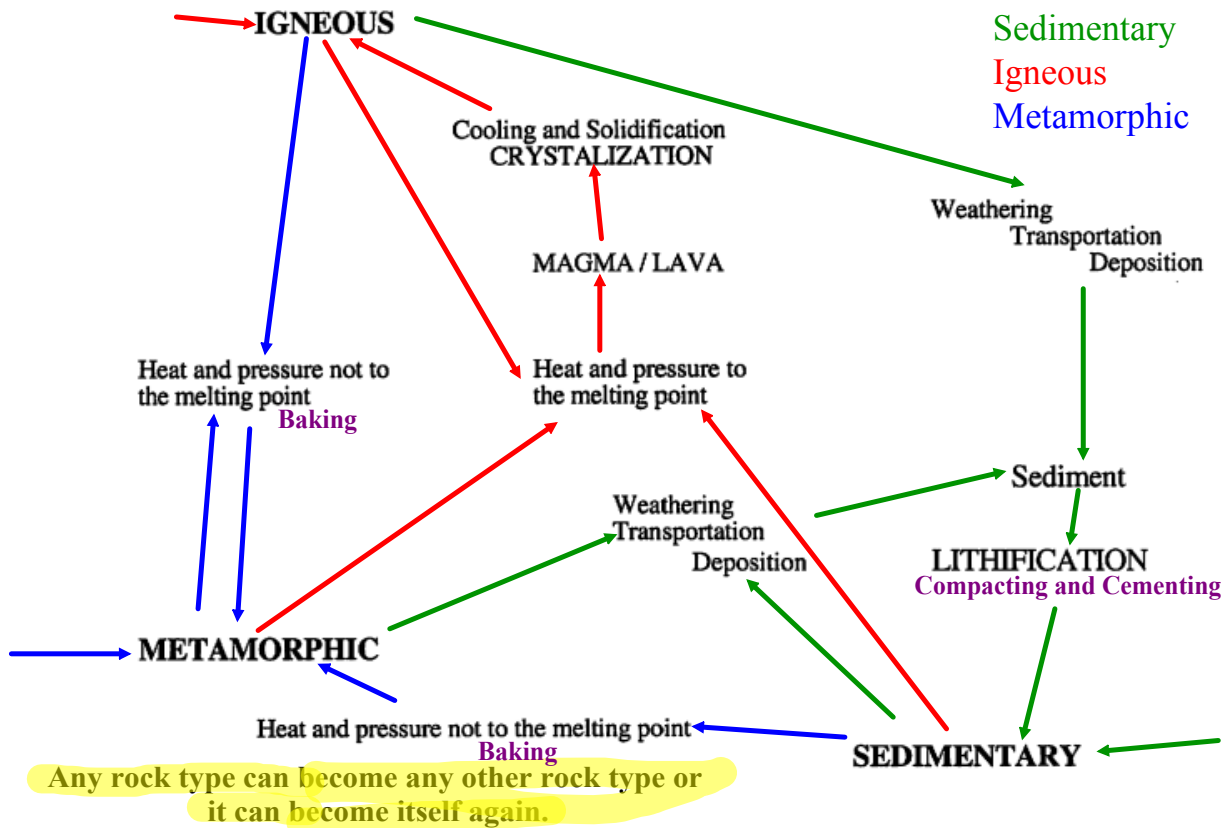 IGNEOUS
Sedimentary
Igneous
Metamorphic
Cooling and Solidification
CRYSTALIZATION
Weathering
Transportation
Deposition
MAGMA / LAVA
Heat and pressure not to
the melting point
Baking
Heat and pressure to
the melting point
Sediment
Weathering
Transportation
Deposition
LITHIFICATION
Compacting and Cementing
METAMORPHIC
Heat and pressure not to the melting point
Baking
SEDIMENTARY
Any rock type can become any other rock type or
it can become itself again.